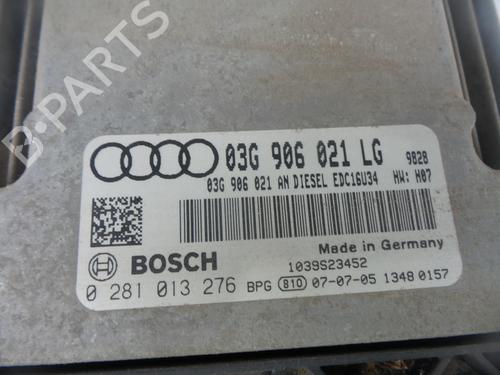 03G 906 021 LG 9828
03G 906 021 AN DIESEL EDC16U34 HW: H07
Made in Germany
BOSCH 1039S23452
0 281 013 276 BPG 810 07-07-05 1348 0157
B-PARTS